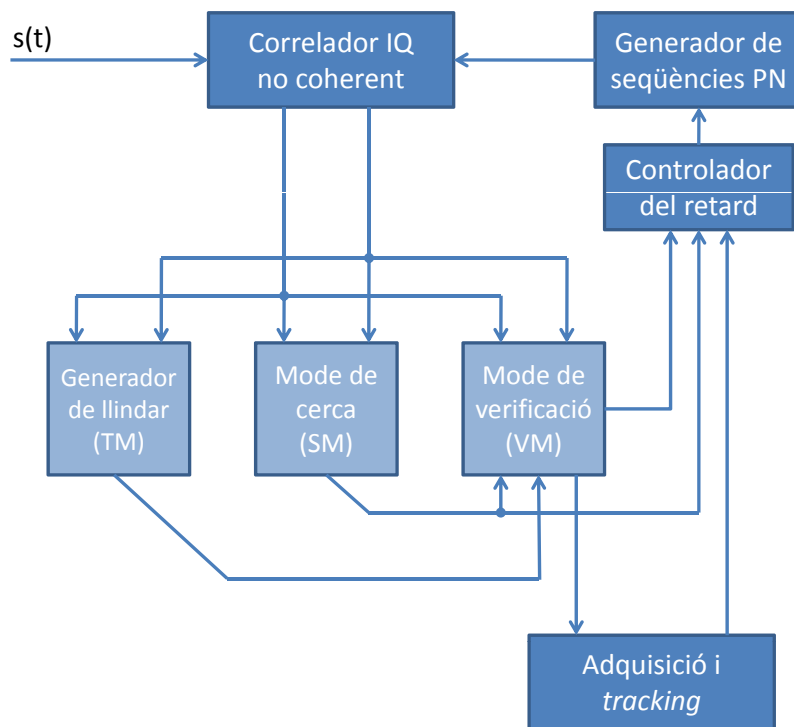 s(t)
Correlador IQ
no coherent
Generador de
seqüències PN
Controlador
del retard
Generador
de llindar
(TM)
Mode de
cerca
(SM)
Mode de
verificació
(VM)
Adquisició i
tracking